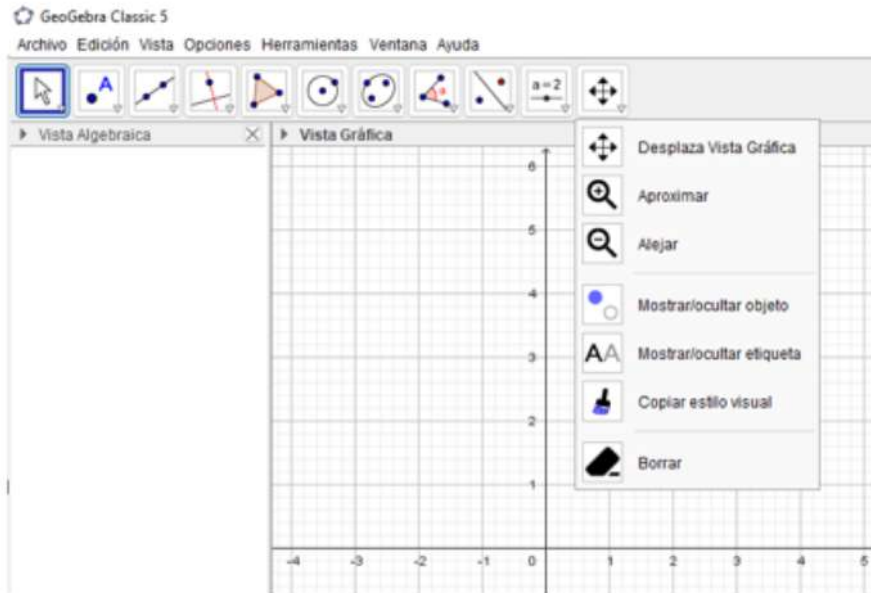 GeoGebra Classic 5
Archivo Edición Vista Opciones Herramientas Ventana Ayuda
A a a=2
Vista Algebraica
Vista Gráfica
Desplaza Vista Gráfica
Aproximar
Alejar
Mostrar/ocultar objeto
AA Mostrar/ocultar etiqueta
Copiar estilo visual
Borrar
6
5
4
3
2
1
-4 -3 -2 -1 0 1 2 3 4 5